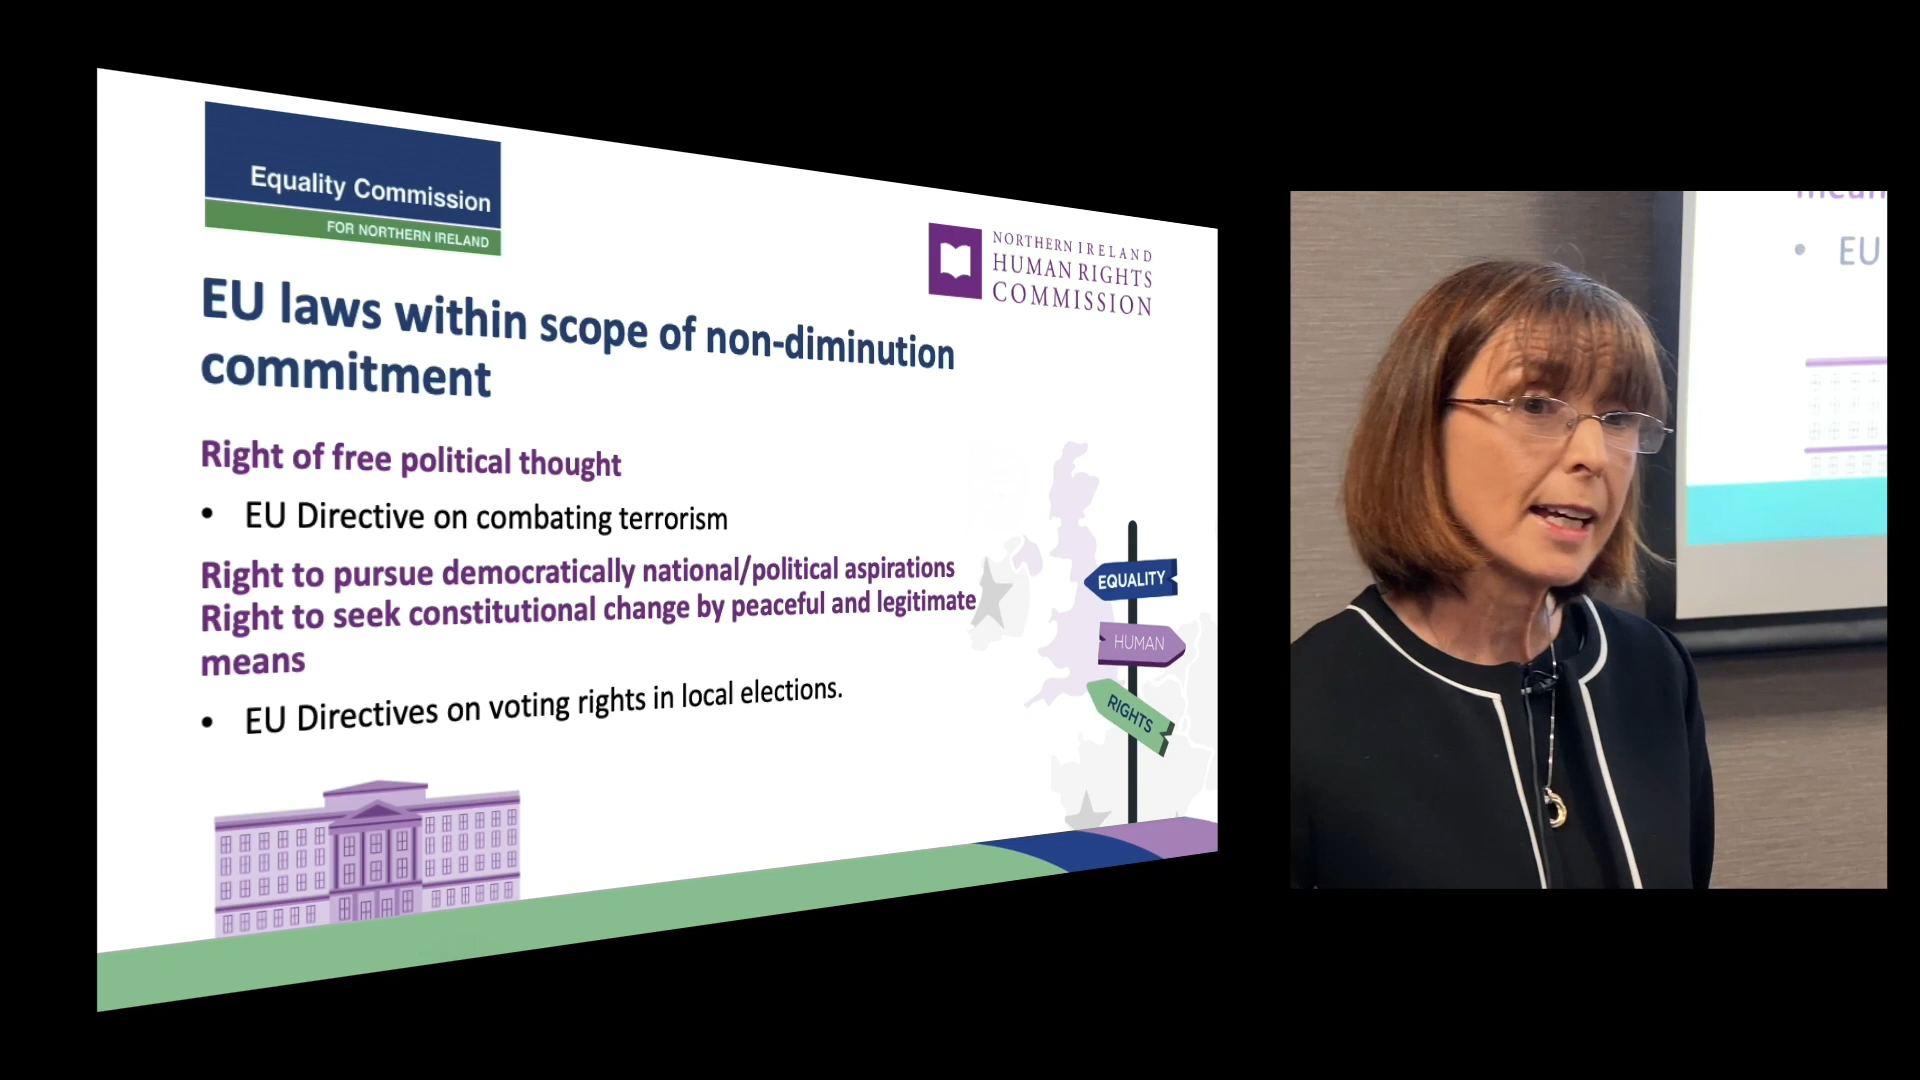 Equality Commission
FOR NORTHERN IRELAND
NORTHERN IRELAND
HUMAN RIGHTS
COMMISSION
EU laws within scope of non-diminution
commitment
Right of free political thought
• EU Directive on combating terrorism
Right to pursue democratically national/political aspirations
Right to seek constitutional change by peaceful and legitimate
means
• EU Directives on voting rights in local elections.
EQUALITY
HUMAN
RIGHTS
• EU